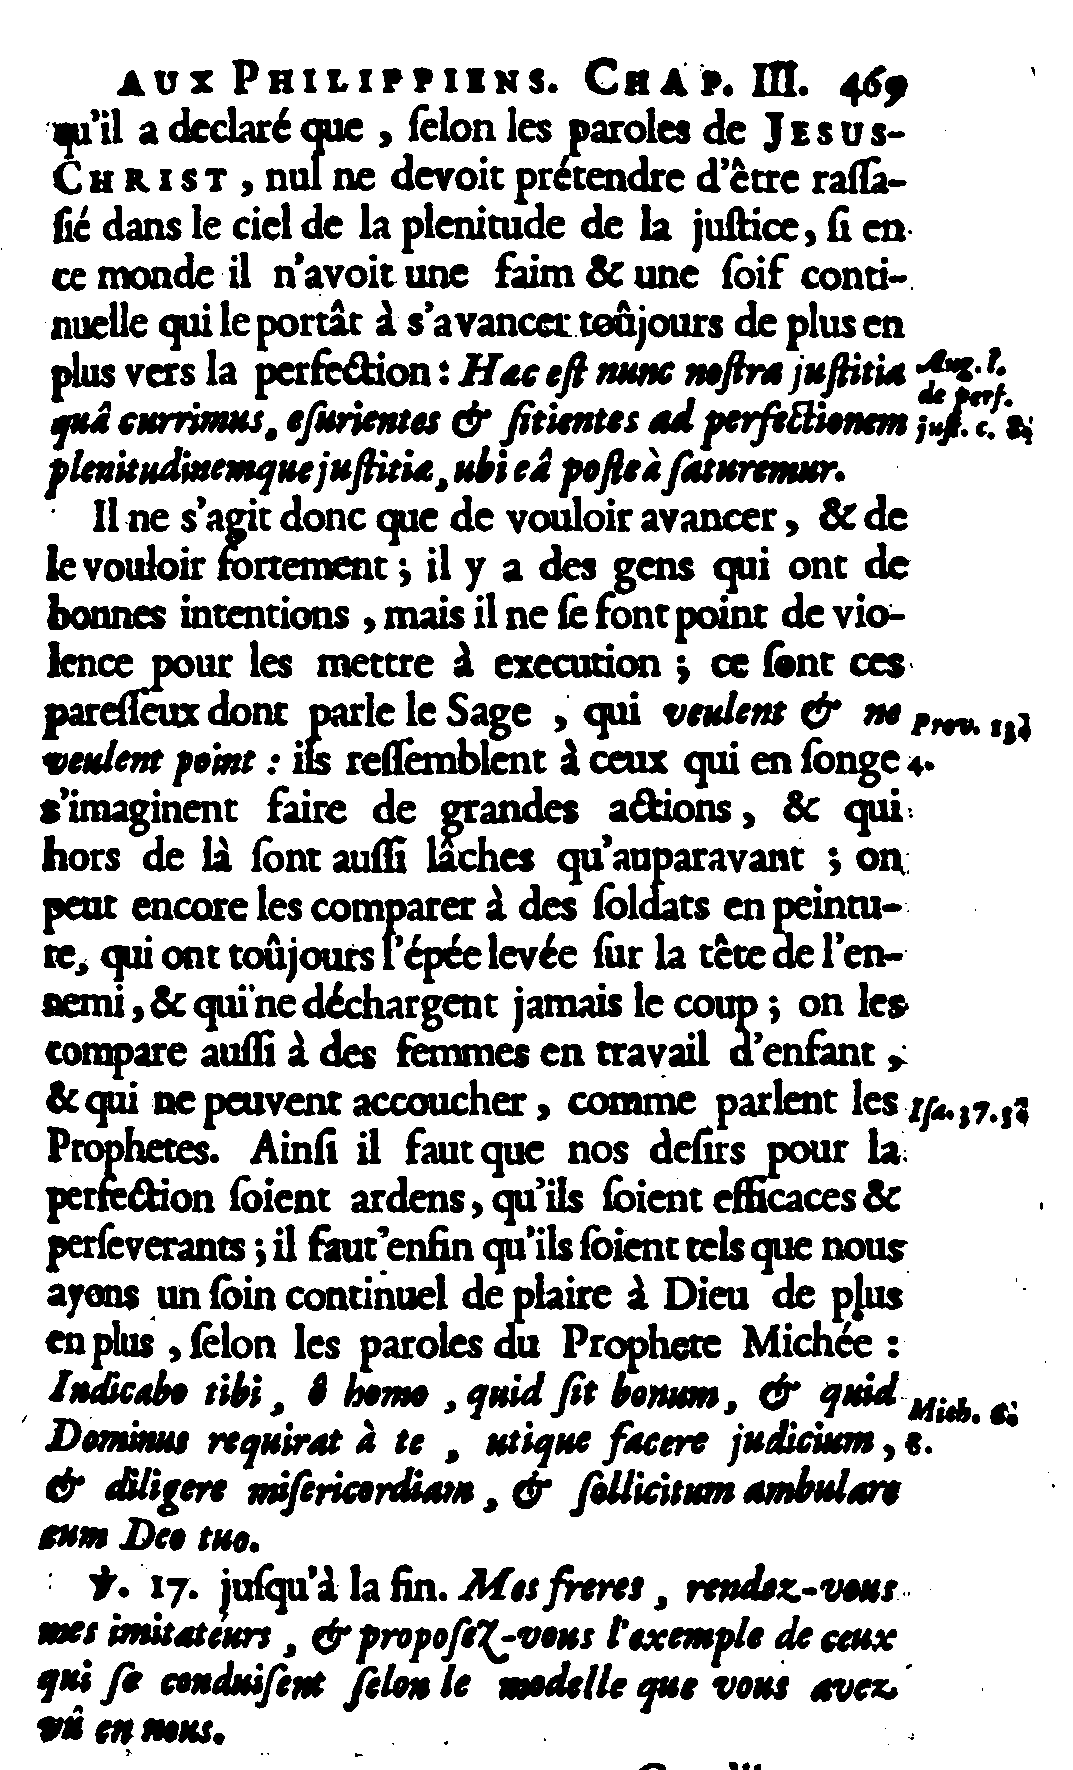 AUX PHILIPPIENS. CHAP. III. 469
qu'il a declaré que, ſelon les paroles de JESUS-
CHRIST, nul ne devoit prétendre d'être raſſa-
ſié dans le ciel de la plenitude de la juſtice, ſi en
ce monde il n'avoit une faim & une ſoif conti-
nuelle qui le portât à s'avancer toûjours de plus en
plus vers la perfection : Hac eſt nunc noſtra juſtitia
quâ currimus, eſurientes & ſitientes ad perfectionem
plenitudinemque juſtitia, ubi eâ poſteà ſaturemur.
Aug. l.
de perf.
juſt. c. 8.
Il ne s'agit donc que de vouloir avancer, & de
le vouloir fortement ; il y a des gens qui ont de
bonnes intentions, mais il ne ſe font point de vio-
lence pour les mettre à execution ; ce ſont ces
pareſſeux dont parle le Sage, qui veulent & ne
veulent point : ils reſſemblent à ceux qui en ſonge
Prov. 13.
4.
s'imaginent faire de grandes actions, & qui
hors de là ſont auſſi lâches qu'auparavant ; on
peut encore les comparer à des ſoldats en peintu-
re, qui ont toûjours l'épée levée ſur la tête de l'en-
nemi, & qui ne déchargent jamais le coup ; on les
compare auſſi à des femmes en travail d'enfant,
& qui ne peuvent accoucher, comme parlent les
Iſa. 37. 3.
Prophetes. Ainſi il faut que nos deſirs pour la
perfection ſoient ardens, qu'ils ſoient efficaces &
perſeverants ; il faut enfin qu'ils ſoient tels que nous
ayons un ſoin continuel de plaire à Dieu de plus
en plus, ſelon les paroles du Prophete Michée :
Indicabo tibi, ô homo, quid ſit bonum, & quid
Dominus requirat à te, utique facere judicium,
& diligere miſericordiam, & ſollicitum ambulare
cum Deo tuo.
Mich. 6.
8.
℣. 17. juſqu'à la fin. Mes freres, rendez-vous
mes imitateurs, & propoſez-vous l'exemple de ceux
qui ſe conduiſent ſelon le modelle que vous avez
vû en nous.